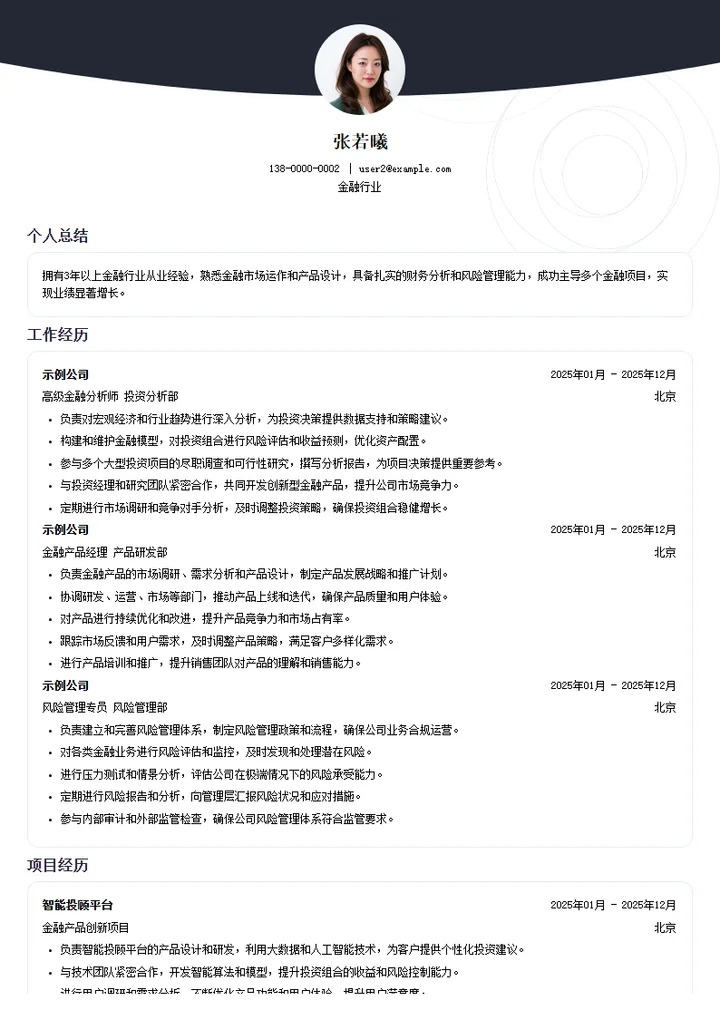 张若曦
138-0000-0002 | user2@example.com
金融行业
个人总结
拥有3年以上金融行业从业经验，熟悉金融市场运作和产品设计，具备扎实的财务分析和风险管理能力，成功主导多个金融项目，实
现业绩显著增长。
工作经历
示例公司 2025年01月 - 2025年12月
高级金融分析师 投资分析部 北京
• 负责对宏观经济和行业趋势进行深入分析，为投资决策提供数据支持和策略建议。
• 构建和维护金融模型，对投资组合进行风险评估和收益预测，优化资产配置。
• 参与多个大型投资项目的尽职调查和可行性研究，撰写分析报告，为项目决策提供重要参考。
• 与投资经理和研究团队紧密合作，共同开发创新型金融产品，提升公司市场竞争力。
• 定期进行市场调研和竞争对手分析，及时调整投资策略，确保投资组合稳健增长。
示例公司 2025年01月 - 2025年12月
金融产品经理 产品研发部 北京
• 负责金融产品的市场调研、需求分析和产品设计，制定产品发展战略和推广计划。
• 协调研发、运营、市场等部门，推动产品上线和迭代，确保产品质量和用户体验。
• 对产品进行持续优化和改进，提升产品竞争力和市场占有率。
• 跟踪市场反馈和用户需求，及时调整产品策略，满足客户多样化需求。
• 进行产品培训和推广，提升销售团队对产品的理解和销售能力。
示例公司 2025年01月 - 2025年12月
风险管理专员 风险管理部 北京
• 负责建立和完善风险管理体系，制定风险管理政策和流程，确保公司业务合规运营。
• 对各类金融业务进行风险评估和监控，及时发现和处理潜在风险。
• 进行压力测试和情景分析，评估公司在极端情况下的风险承受能力。
• 定期进行风险报告和分析，向管理层汇报风险状况和应对措施。
• 参与内部审计和外部监管检查，确保公司风险管理体系符合监管要求。
项目经历
智能投顾平台 2025年01月 - 2025年12月
金融产品创新项目 北京
• 负责智能投顾平台的产品设计和研发，利用大数据和人工智能技术，为客户提供个性化投资建议。
• 与技术团队紧密合作，开发智能算法和模型，提升投资组合的收益和风险控制能力。
• 进行用户调研和需求分析，不断优化产品功能和用户体验，提升用户满意度。